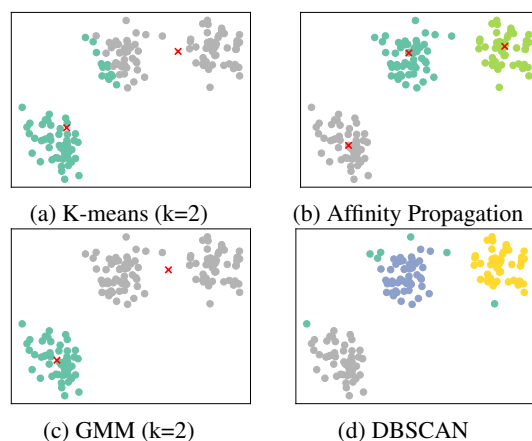 (a) K-means (k=2)
(b) Affinity Propagation
(c) GMM (k=2)
(d) DBSCAN